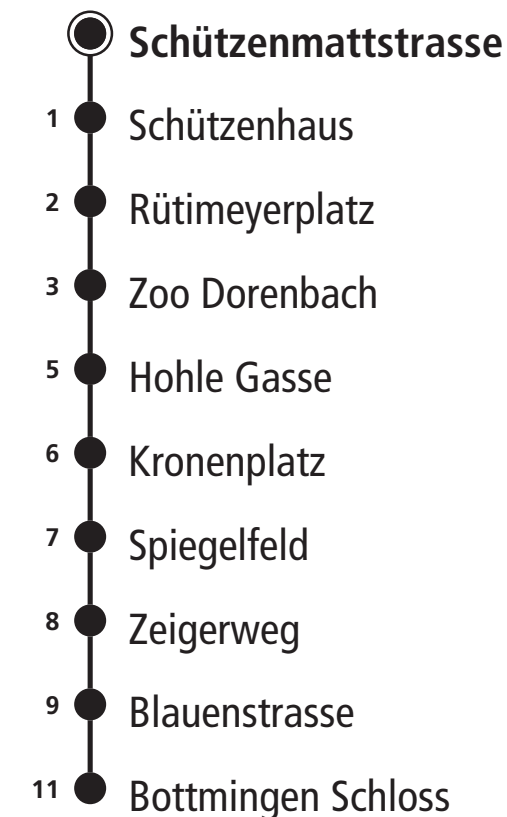 Schützenmattstrasse
1 Schützenhaus
2 Rütimeyerplatz
3 Zoo Dorenbach
5 Hohle Gasse
6 Kronenplatz
7 Spiegelfeld
8 Zeigerweg
9 Blauenstrasse
11 Bottmingen Schloss